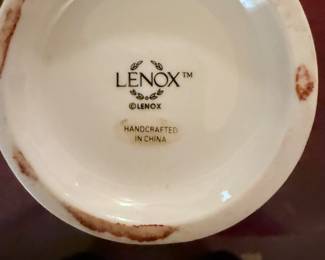 LENOX™
©LENOX
HANDCRAFTED
IN CHINA